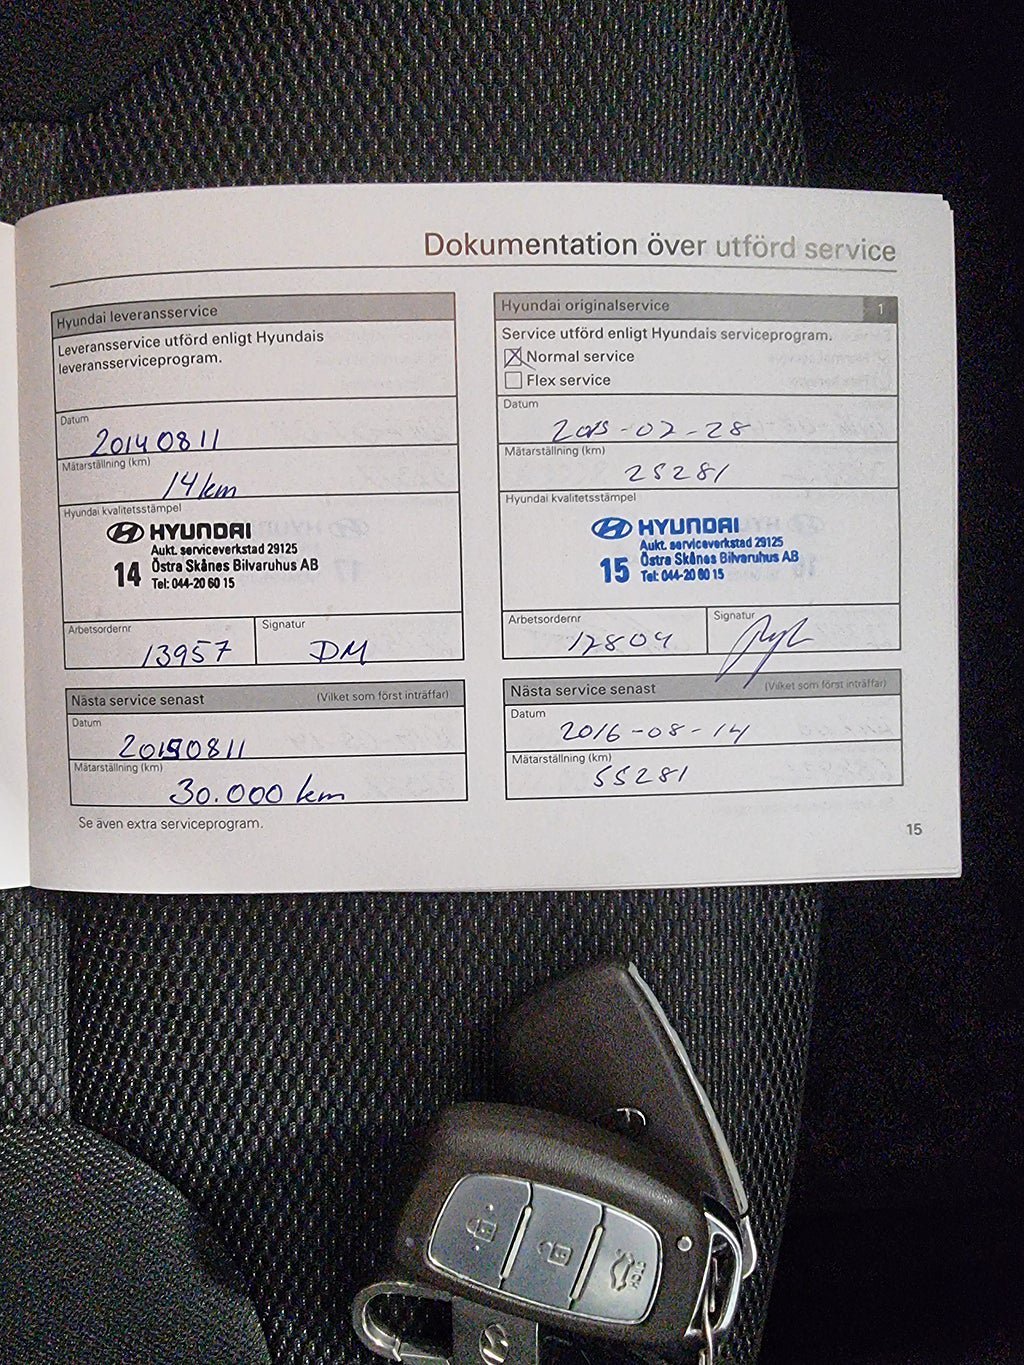 Dokumentation över utförd service
Hyundai leveransservice
Leveransservice utförd enligt Hyundais
leveransserviceprogram.
Datum
20140811
Mätarställning (km)
14 km
Hyundai kvalitetsstämpel
HYUNDAI
Aukt. serviceverkstad 29125
14 Östra Skånes Bilvaruhus AB
Tel: 044-20 60 15
Arbetsordernr
13957
Signatur
DM
Nästa service senast (Vilket som först inträffar)
Datum
20150811
Mätarställning (km)
30.000 km
Se även extra serviceprogram.
Hyundai originalservice 1
Service utförd enligt Hyundais serviceprogram.
Normal service
Flex service
Datum
2015-02-28
Mätarställning (km)
25281
Hyundai kvalitetsstämpel
HYUNDAI
Aukt. serviceverkstad 29125
15 Östra Skånes Bilvaruhus AB
Tel: 044-20 60 15
Arbetsordernr
17804
Signatur
Nästa service senast (Vilket som först inträffar)
Datum
2016-08-14
Mätarställning (km)
55281
15